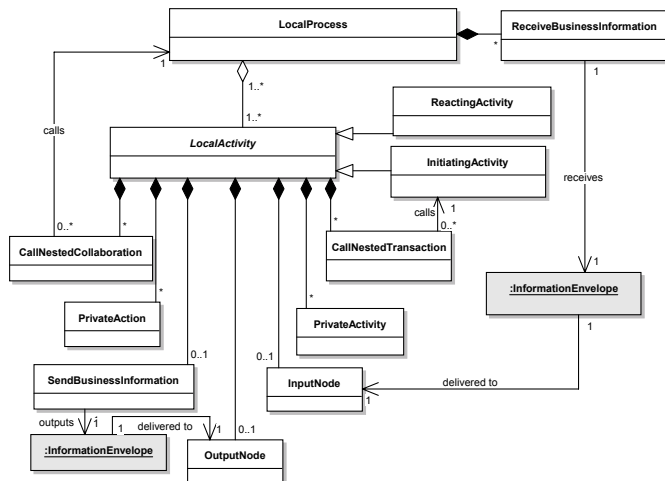 LocalProcess
ReceiveBusinessInformation
1
*
1..*
1
ReactingActivity
calls
1..*
LocalActivity
InitiatingActivity
receives
calls
1
0..*
*
*
0..*
CallNestedCollaboration
CallNestedTransaction
1
:InformationEnvelope
*
*
PrivateAction
PrivateActivity
1
0..1
0..1
SendBusinessInformation
InputNode
delivered to
1
outputs
1
1
delivered to
1
0..1
:InformationEnvelope
OutputNode